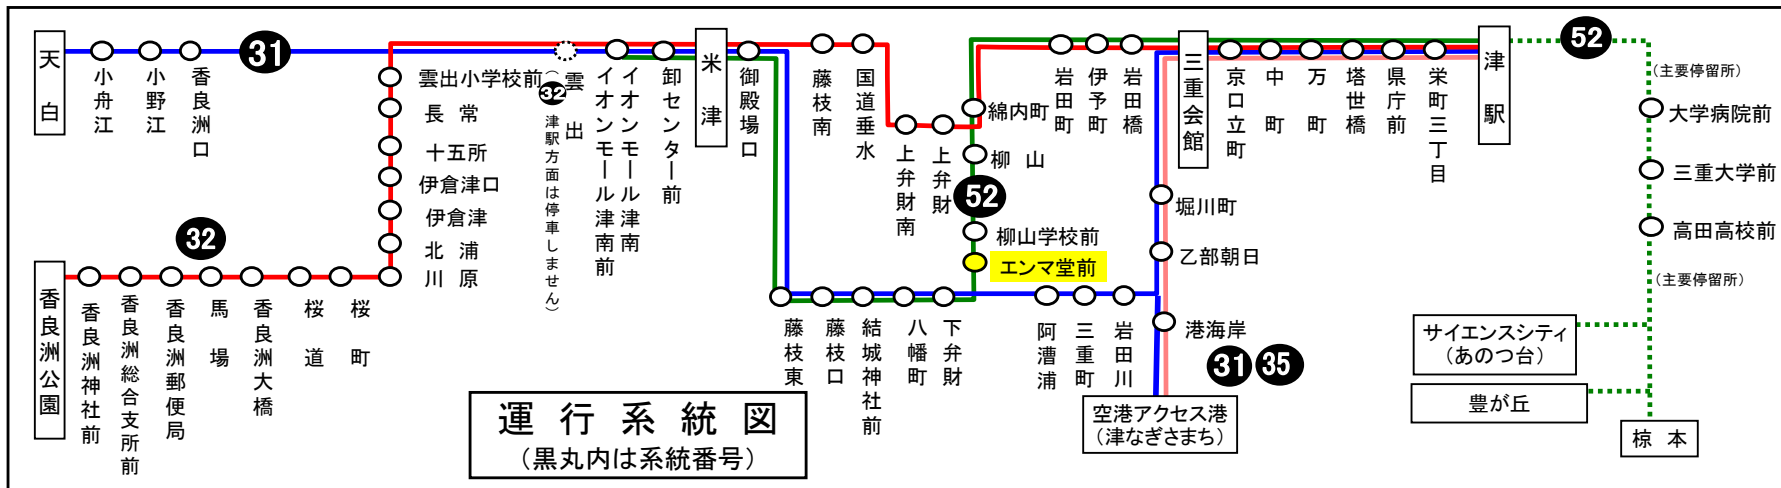 天白
小舟江
小野江
香良洲口
31
雲出小学校前
長常
十五所
伊倉津口
伊倉津
北浦
川原
32
香良洲公園
香良洲神社前
香良洲総合支所前
香良洲郵便局
馬場
香良洲大橋
桜道
桜町
雲出
(32津駅方面は停車しません)
イオンモール津南前
イオンモール津南
卸センター前
米津
御殿場口
藤枝南
国道垂水
上弁財南
上弁財
綿内町
柳山
52
柳山学校前
エンマ堂前
藤枝東
藤枝口
結城神社前
八幡町
下弁財
阿漕浦
三重町
岩田川
岩田町
伊予町
岩田橋
三重会館
京口立町
中町
万町
塔世橋
県庁前
栄町三丁目
津駅
堀川町
乙部朝日
港海岸
31 35
空港アクセス港
(津なぎさまち)
52
(主要停留所)
大学病院前
三重大学前
高田高校前
(主要停留所)
サイエンスシティ
(あのつ台)
豊が丘
椋本
運行系統図
(黒丸内は系統番号)